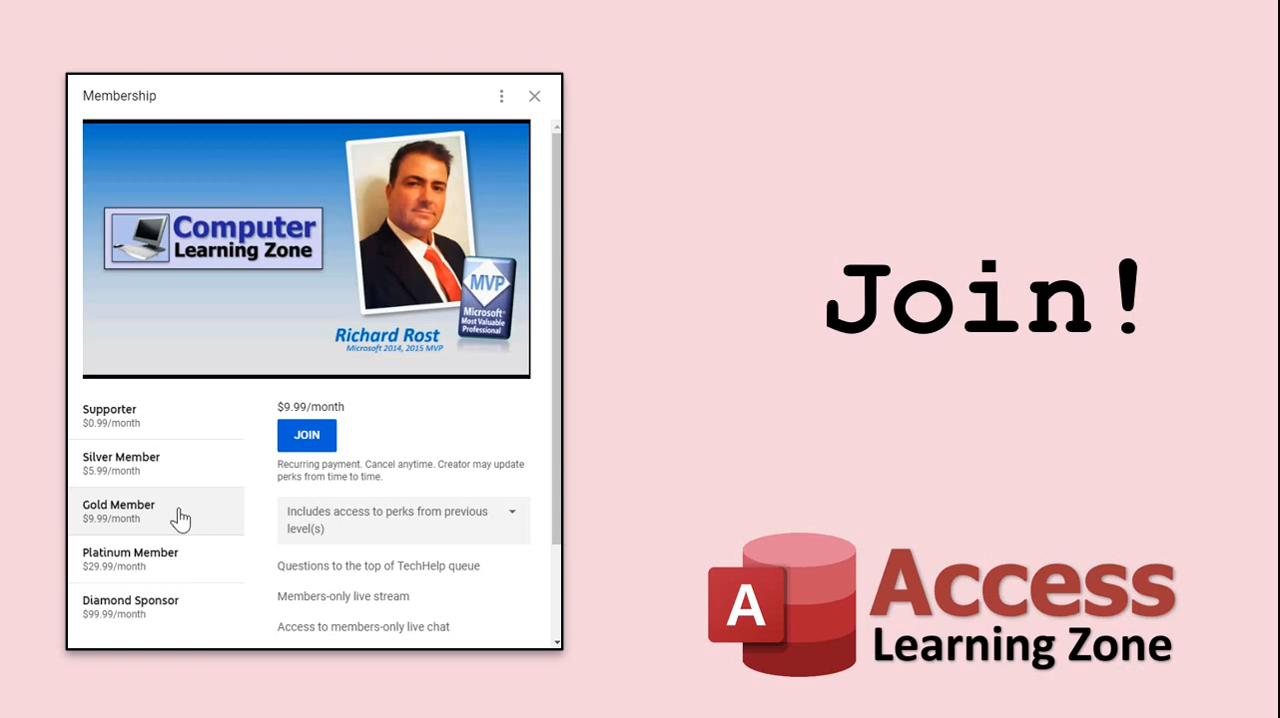 Membership
Computer
Learning Zone
MVP
Microsoft®
Most Valuable
Professional
Richard Rost
Microsoft 2014, 2015 MVP
Supporter
$0.99/month
Silver Member
$5.99/month
Gold Member
$9.99/month
Platinum Member
$29.99/month
Diamond Sponsor
$99.99/month
$9.99/month
JOIN
Recurring payment. Cancel anytime. Creator may update
perks from time to time.
Includes access to perks from previous
level(s)
Questions to the top of TechHelp queue
Members-only live stream
Access to members-only live chat
Join!
A
Access
Learning Zone